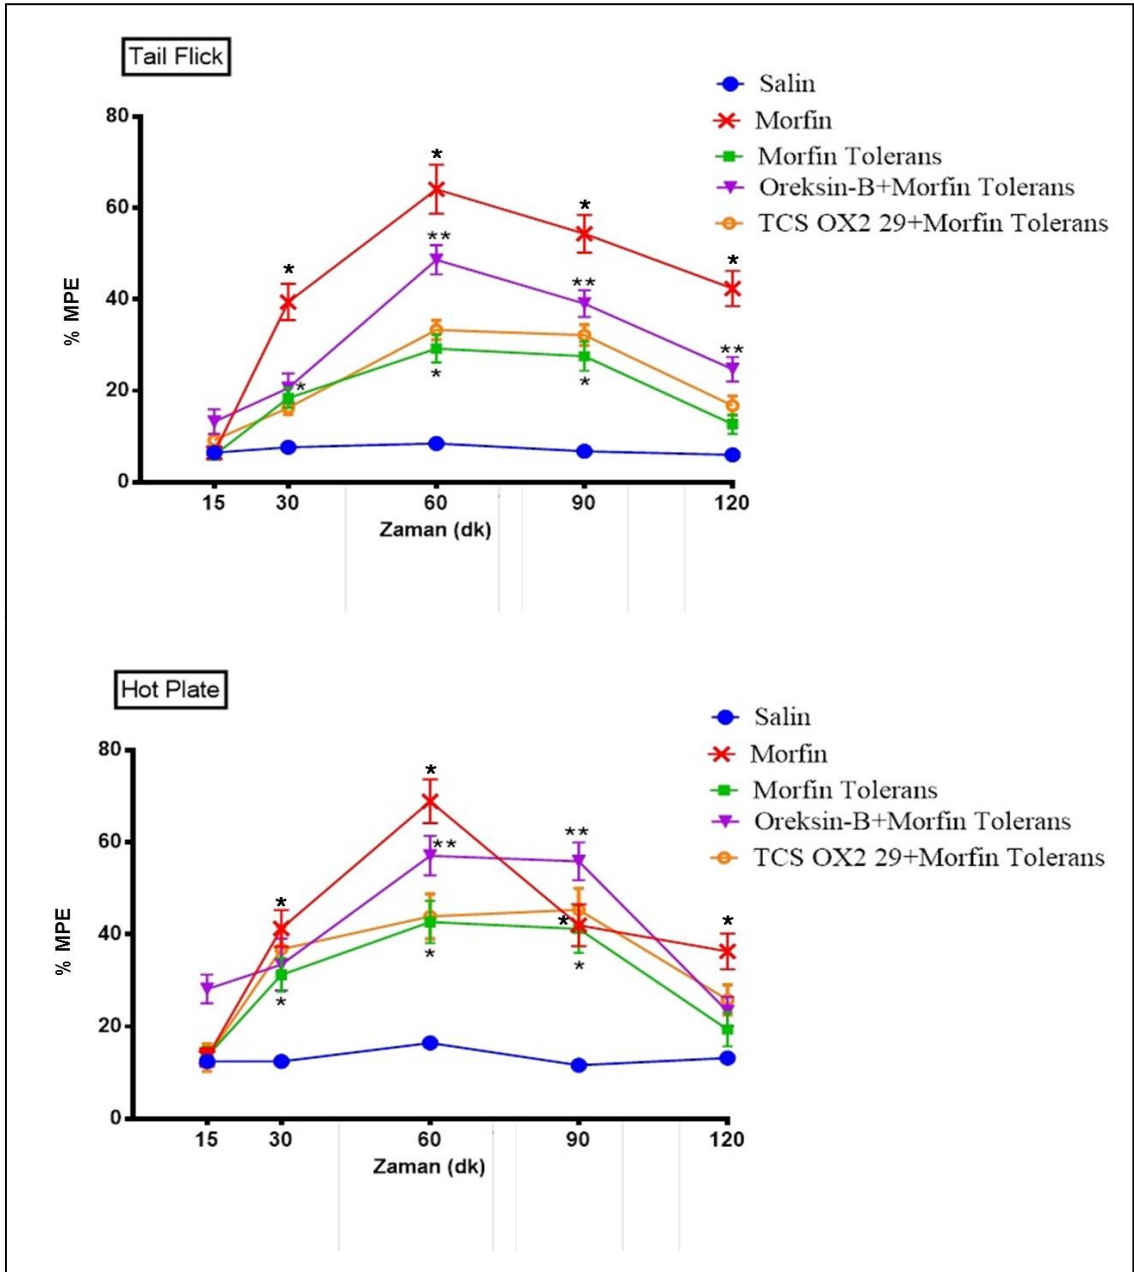 Tail Flick
Salin
Morfin
Morfin Tolerans
Oreksin-B+Morfin Tolerans
TCS OX2 29+Morfin Tolerans
80
60
40
20
0
% MPE
*
*
**
*
**
*
**
*
*
*
15 30 60 90 120
Zaman (dk)
Hot Plate
Salin
Morfin
Morfin Tolerans
Oreksin-B+Morfin Tolerans
TCS OX2 29+Morfin Tolerans
80
60
40
20
0
% MPE
*
**
**
*
*
*
*
*
*
15 30 60 90 120
Zaman (dk)